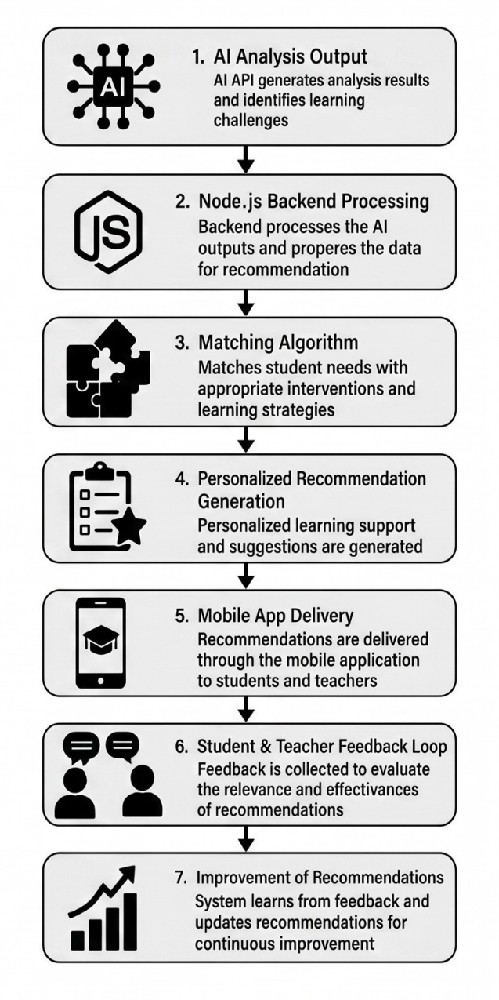 AI
1. AI Analysis Output
AI API generates analysis results
and identifies learning
challenges
JS
2. Node.js Backend Processing
Backend processes the AI
outputs and properes the data
for recommendation
3. Matching Algorithm
Matches student needs with
appropriate interventions and
learning strategies
4. Personalized Recommendation
Generation
Personalized learning support
and suggestions are generated
5. Mobile App Delivery
Recommendations are delivered
through the mobile application
to students and teachers
6. Student & Teacher Feedback Loop
Feedback is collected to evaluate
the relevance and effectivances
of recommendations
7. Improvement of Recommendations
System learns from feedback and
updates recommendations for
continuous improvement